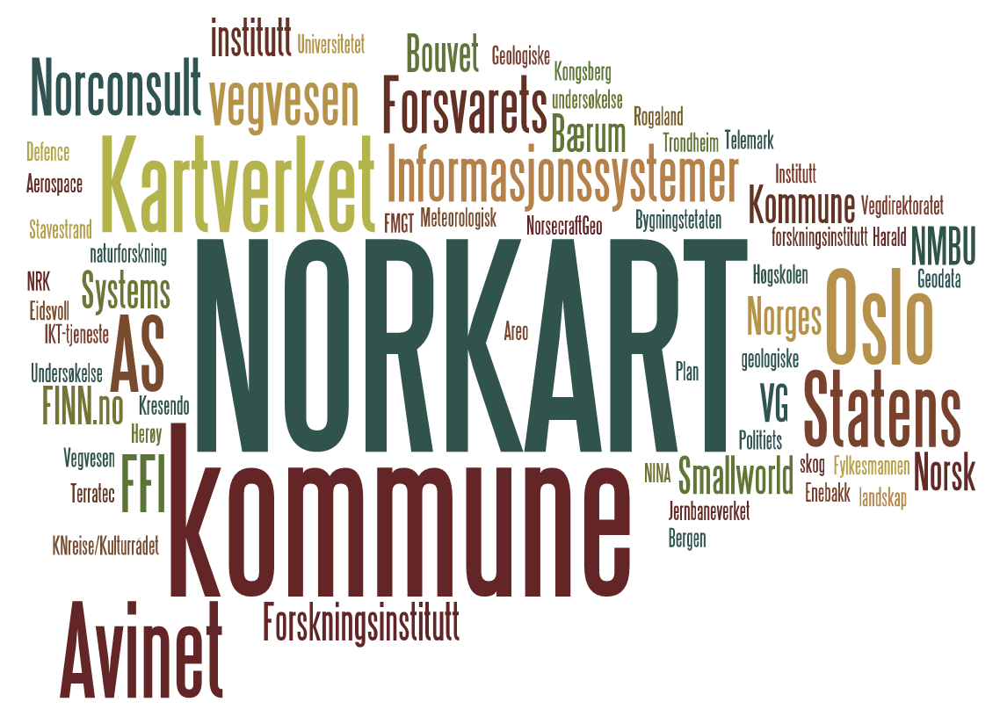 institutt
Universitetet
Bouvet
Geologiske
Kongsberg
Norconsult
vegvesen
Forsvarets
undersøkelse
Rogaland
Bærum
Trondheim
Telemark
Defence
Aerospace
Kartverket
Informasjonssystemer
Institutt
Kommune
Vegdirektoratet
Stavestrand
FMGT
Meteorologisk
NorsecraftGeo
Bygningstetaten
forskningsinstitutt
Harald
NMBU
naturforskning
NORKART
Høgskolen
Geodata
NRK
Systems
Oslo
Eidsvoll
IKT-tjeneste
AS
Areo
Norges
Undersøkelse
Plan
geologiske
FINN.no
Kresendo
VG
Statens
Herøy
Politiets
Vegvesen
FFI
kommune
NINA
Smallworld
skog
Fylkesmannen
Norsk
Terratec
Enebakk
landskap
Jernbaneverket
KNreise/Kulturrådet
Bergen
Avinet
Forskningsinstitutt